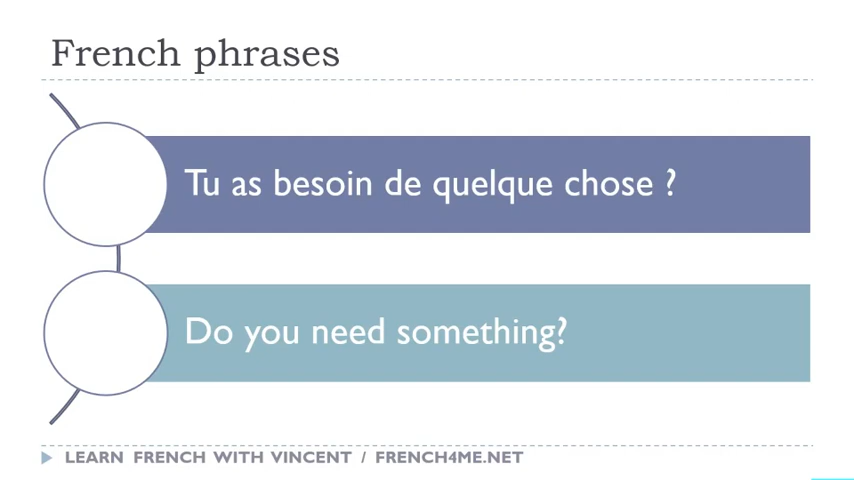 French phrases
Tu as besoin de quelque chose ?
Do you need something?
LEARN FRENCH WITH VINCENT / FRENCH4ME.NET